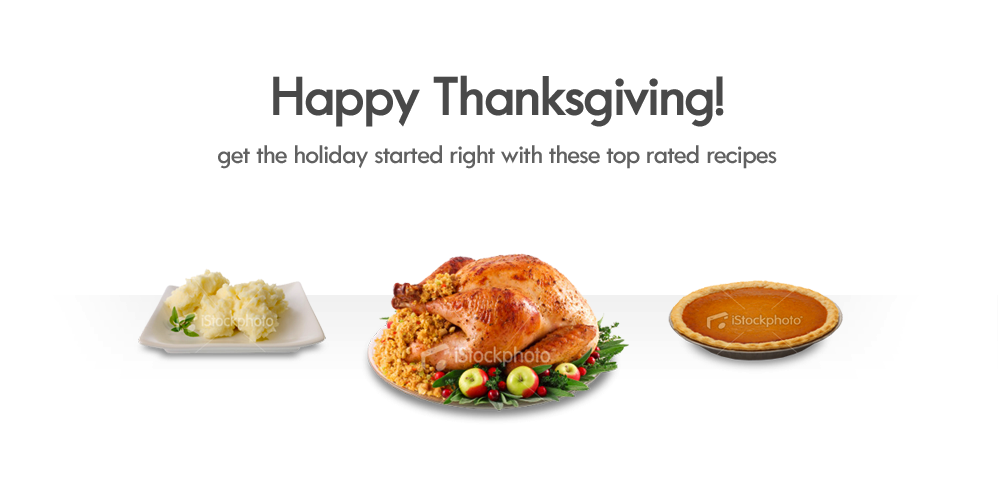 Happy Thanksgiving!
get the holiday started right with these top rated recipes
iStockphoto
iStockphoto
iStockphoto